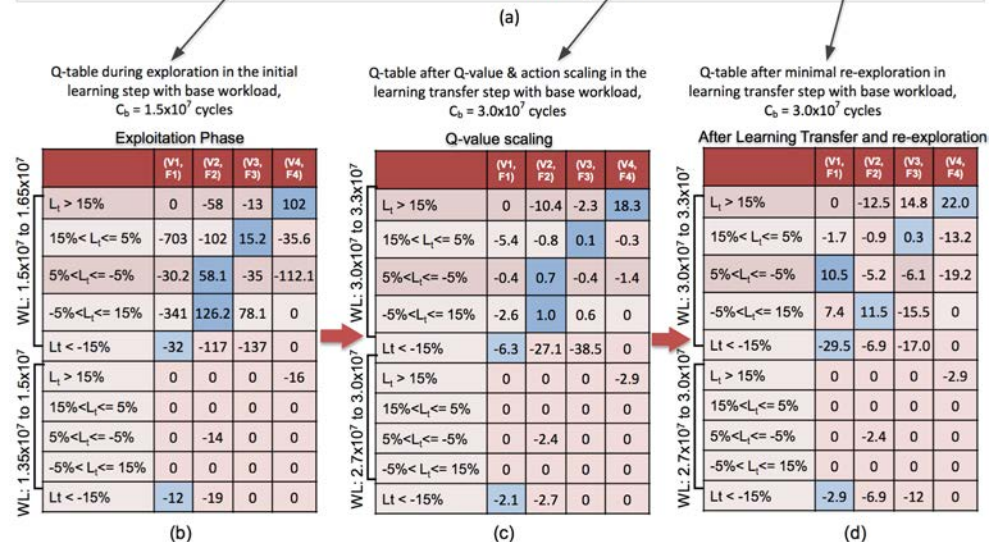 (a)
Q-table during exploration in the initial
learning step with base workload,
C_b = 1.5x10^7 cycles
Exploitation Phase
(V1, F1) (V2, F2) (V3, F3) (V4, F4)
WL: 1.5x10^7 to 1.65x10^7
L_t > 15% 0 -58 -13 102
15%< L_t<= 5% -703 -102 15.2 -35.6
5%<L_t<= -5% -30.2 58.1 -35 -112.1
-5%<L_t<= 15% -341 126.2 78.1 0
Lt < -15% -32 -117 -137 0
WL: 1.35x10^7 to 1.5x10^7
L_t > 15% 0 0 0 -16
15%<L_t<= 5% 0 0 0 0
5%<L_t<= -5% 0 -14 0 0
-5%< L_t<= 15% 0 0 0 0
Lt < -15% -12 -19 0 0
(b)
Q-table after Q-value & action scaling in the
learning transfer step with base workload,
C_b = 3.0x10^7 cycles
Q-value scaling
(V1, F1) (V2, F2) (V3, F3) (V4, F4)
WL: 3.0x10^7 to 3.3x10^7
L_t > 15% 0 -10.4 -2.3 18.3
15%< L_t<= 5% -5.4 -0.8 0.1 -0.3
5%<L_t<= -5% -0.4 0.7 -0.4 -1.4
-5%<L_t<= 15% -2.6 1.0 0.6 0
Lt < -15% -6.3 -27.1 -38.5 0
WL: 2.7x10^7 to 3.0x10^7
L_t > 15% 0 0 0 -2.9
15%<L_t<= 5% 0 0 0 0
5%<L_t<= -5% 0 -2.4 0 0
-5%< L_t<= 15% 0 0 0 0
Lt < -15% -2.1 -2.7 0 0
(c)
Q-table after minimal re-exploration in
learning transfer step with base workload,
C_b = 3.0x10^7 cycles
After Learning Transfer and re-exploration
(V1, F1) (V2, F2) (V3, F3) (V4, F4)
WL: 3.0x10^7 to 3.3x10^7
L_t > 15% 0 -12.5 14.8 22.0
15%< L_t<= 5% -1.7 -0.9 0.3 -13.2
5%<L_t<= -5% 10.5 -5.2 -6.1 -19.2
-5%<L_t<= 15% 7.4 11.5 -15.5 0
Lt < -15% -29.5 -6.9 -17.0 0
WL: 2.7x10^7 to 3.0x10^7
L_t > 15% 0 0 0 -2.9
15%<L_t<= 5% 0 0 0 0
5%<L_t<= -5% 0 -2.4 0 0
-5%< L_t<= 15% 0 0 0 0
Lt < -15% -2.9 -6.9 -12 0
(d)